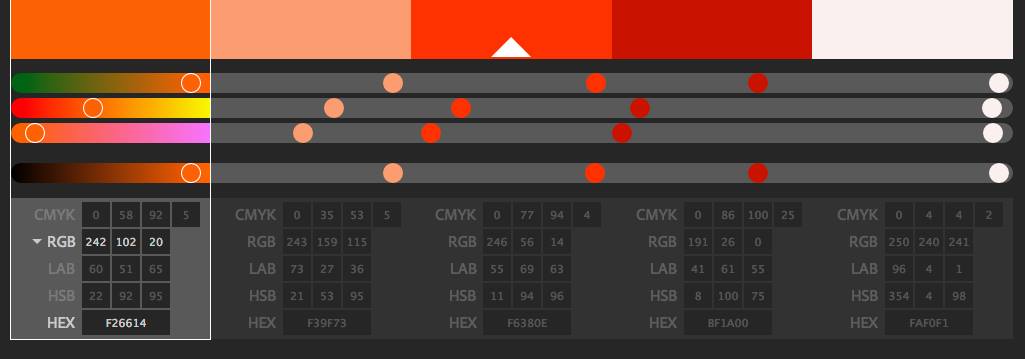 CMYK 0 58 92 5 CMYK 0 35 53 5 CMYK 0 77 94 4 CMYK 0 86 100 25 CMYK 0 4 4 2
RGB 242 102 20 RGB 243 159 115 RGB 246 56 14 RGB 191 26 0 RGB 250 240 241
LAB 60 51 65 LAB 73 27 36 LAB 55 69 63 LAB 41 61 55 LAB 96 4 1
HSB 22 92 95 HSB 21 53 95 HSB 11 94 96 HSB 8 100 75 HSB 354 4 98
HEX F26614 HEX F39F73 HEX F6380E HEX BF1A00 HEX FAF0F1